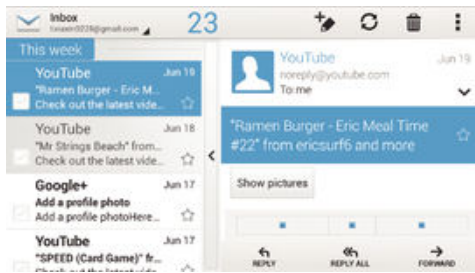 Inbox
23
This week
YouTube
Jun 19
"Ramen Burger - Eric M...
Check out the latest vide...
YouTube
Jun 18
"Mr Strings Beach" from...
Check out the latest vide...
Google+
Jun 17
Add a profile photo
Add a profile photoHere...
YouTube
Jun 17
"SPEED (Card Game)" fr...
YouTube
Jun 19
noreply@youtube.com
To me
"Ramen Burger - Eric Meal Time
#22" from ericsurf6 and more
Show pictures
REPLY
REPLY ALL
FORWARD